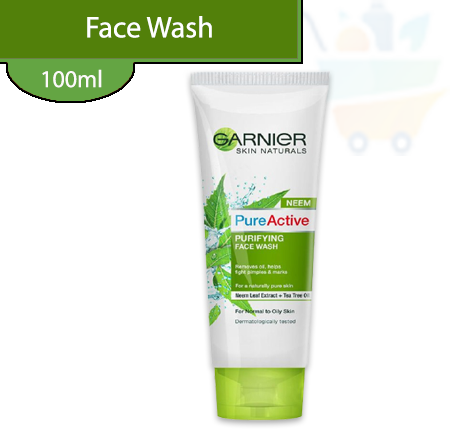 Face Wash
100ml
GARNIER
SKIN NATURALS
NEEM
PureActive
PURIFYING
FACE WASH
Removes oil, helps
fight pimples & marks
For a naturally pure skin
Neem Leaf Extract + Tea Tree Oil
For Normal to Oily Skin
Dermatologically tested